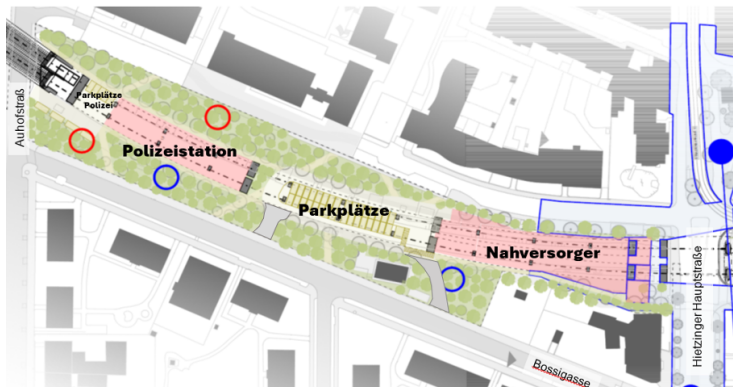 Parkplätze
Polizei
Auhofstraß
Polizeistation
Parkplätze
Nahversorger
Hietzinger Hauptstraße
Bossigasse